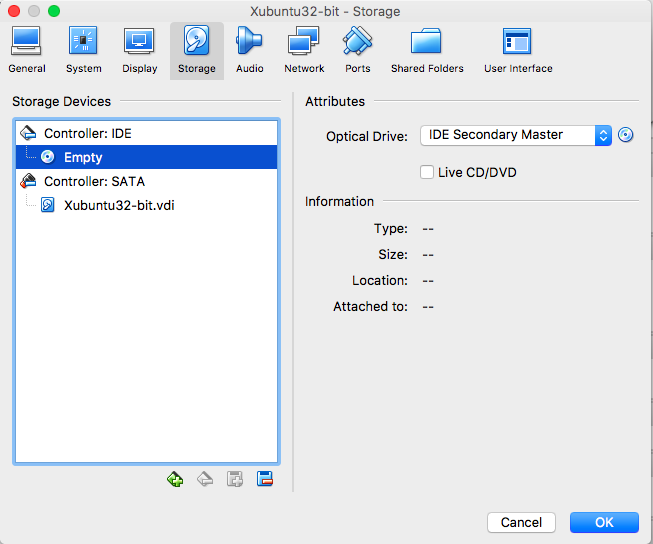 Xubuntu32-bit - Storage
General System Display Storage Audio Network Ports Shared Folders User Interface
Storage Devices
Controller: IDE
Empty
Controller: SATA
Xubuntu32-bit.vdi
Attributes
Optical Drive: IDE Secondary Master
Live CD/DVD
Information
Type: --
Size: --
Location: --
Attached to: --
Cancel OK